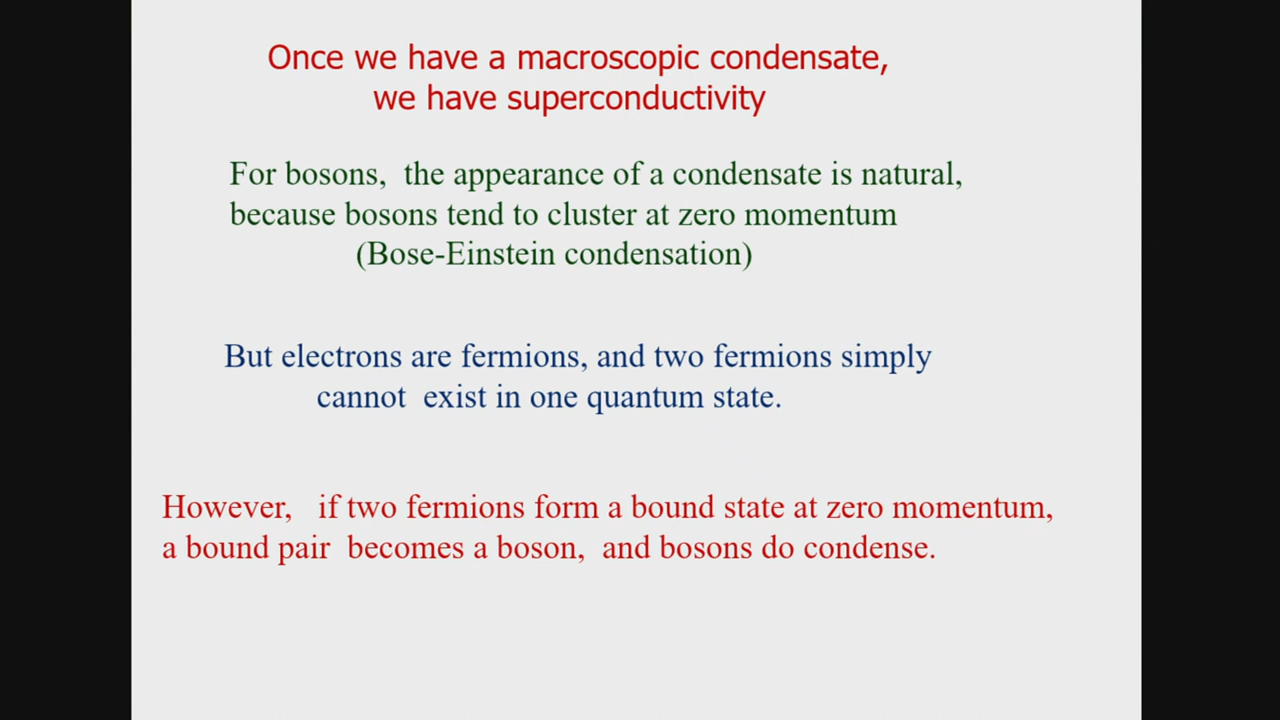 Once we have a macroscopic condensate,
we have superconductivity
For bosons, the appearance of a condensate is natural,
because bosons tend to cluster at zero momentum
(Bose-Einstein condensation)
But electrons are fermions, and two fermions simply
cannot exist in one quantum state.
However, if two fermions form a bound state at zero momentum,
a bound pair becomes a boson, and bosons do condense.